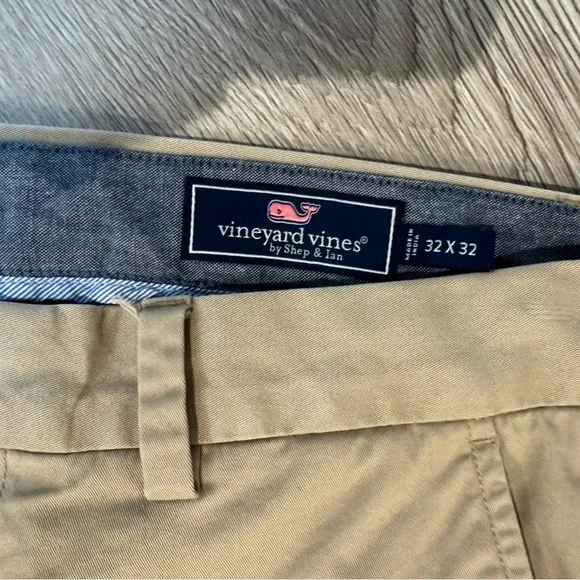 vineyard vines®
by Shep & Ian
MADE IN
INDIA
32 X 32